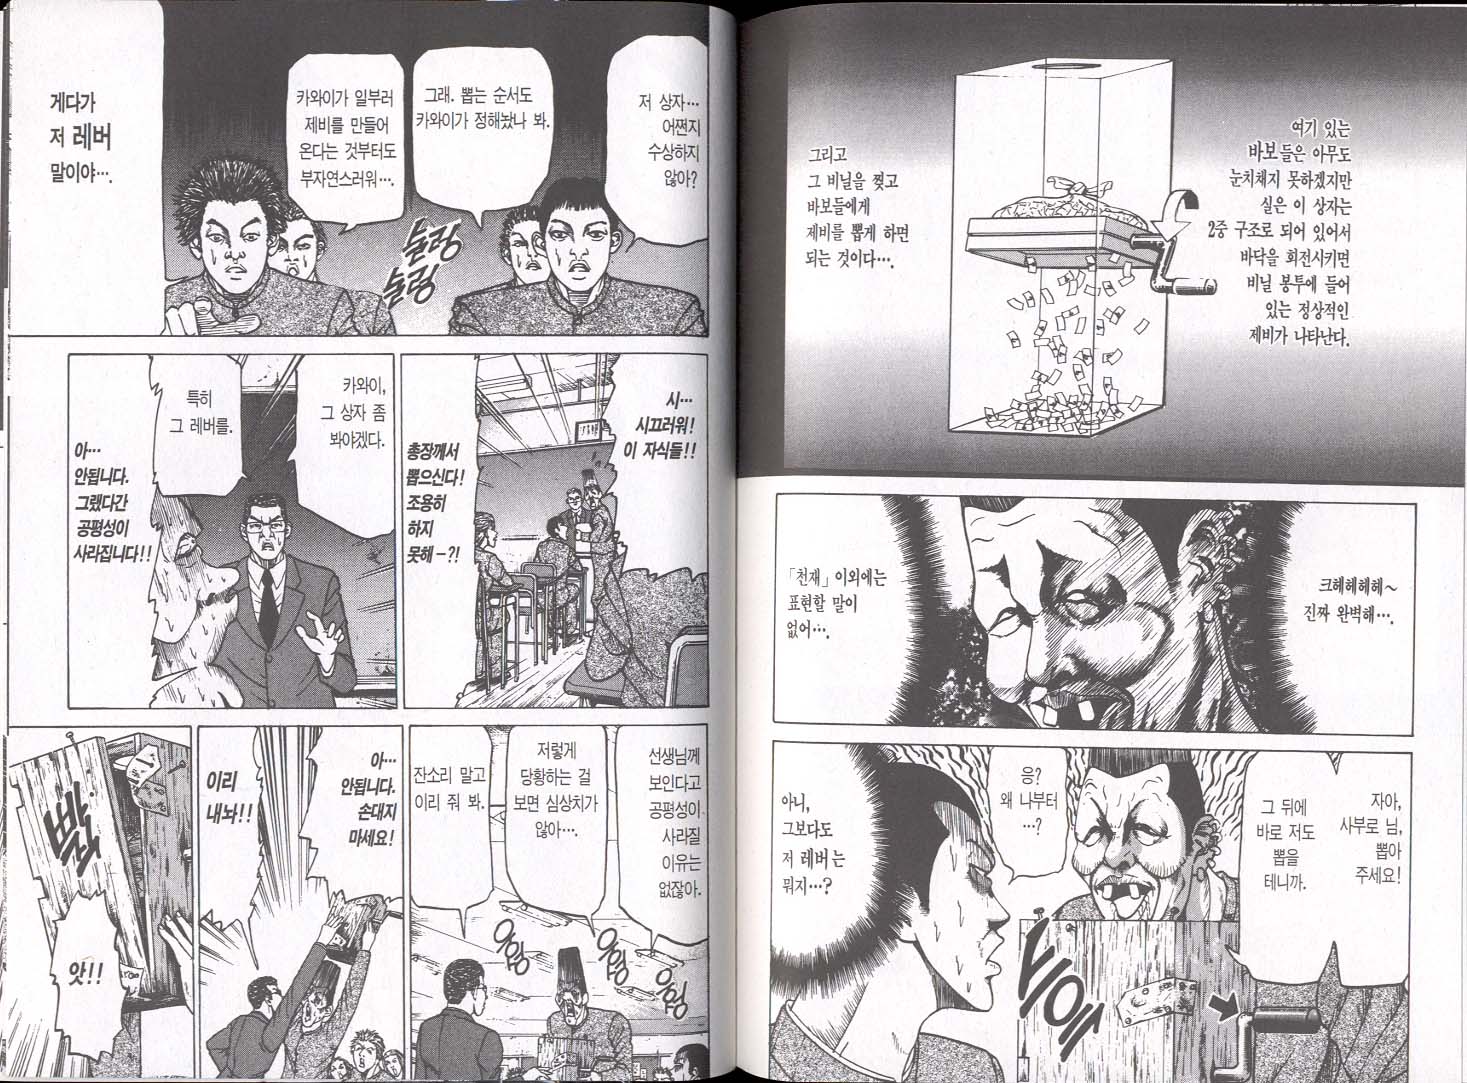 여기 있는
바보들은 아무도
눈치채지 못하겠지만
실은 이 상자는
2중 구조로 되어 있어서
바닥을 회전시키면
비닐 봉투에 들어
있는 정상적인
제비가 나타난다.
그리고
그 비닐을 찢고
바보들에게
제비를 뽑게 하면
되는 것이다….
크헤헤헤헤~
진짜 완벽해….
「천재」 이외에는
표현할 말이
없어….
자아,
사부로 님,
뽑아
주세요!
그 뒤에
바로 저도
뽑을
테니까.
응?
왜 나부터
…?
아니,
그보다도
저 레버는
뭐지…?
저 상자…
어쩐지
수상하지
않아?
그래. 뽑는 순서도
카와이가 정해놨나 봐.
술렁
술렁
카와이가 일부러
제비를 만들어
온다는 것부터도
부자연스러워….
게다가
저 레버
말이야….
시…
시끄러워!
이 자식들!!
총장께서
뽑으신다!
조용히
하지
못해-?!
카와이,
그 상자 좀
봐야겠다.
특히
그 레버를.
아…
안됩니다.
그랬다간
공평성이
사라집니다!!
선생님께
보인다고
공평성이
사라질
이유는
없잖아.
저렇게
당황하는 걸
보면 심상치가
않아….
잔소리 말고
이리 줘 봐.
아…
안됩니다.
손대지
마세요!
이리
내놔!!
앗!!